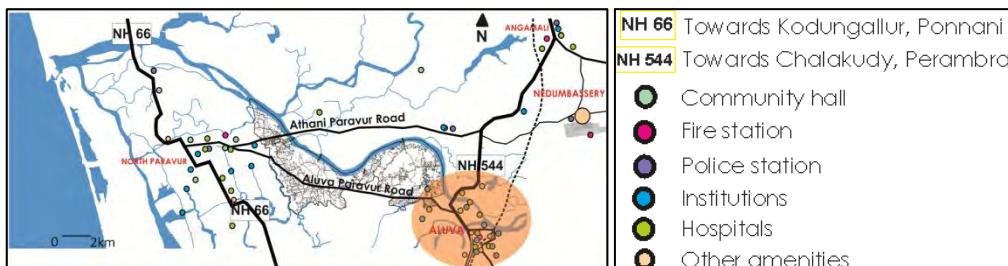 NH 66
N
ANGAMALI
NEDUMBASSERY
Athani Paravur Road
NORTH PARAVUR
NH 544
Aluva Paravur Road
NH 66
ALUVA
0 2km
NH 66 Towards Kodungallur, Ponnani
NH 544 Towards Chalakudy, Perambra
Community hall
Fire station
Police station
Institutions
Hospitals
Other amenities